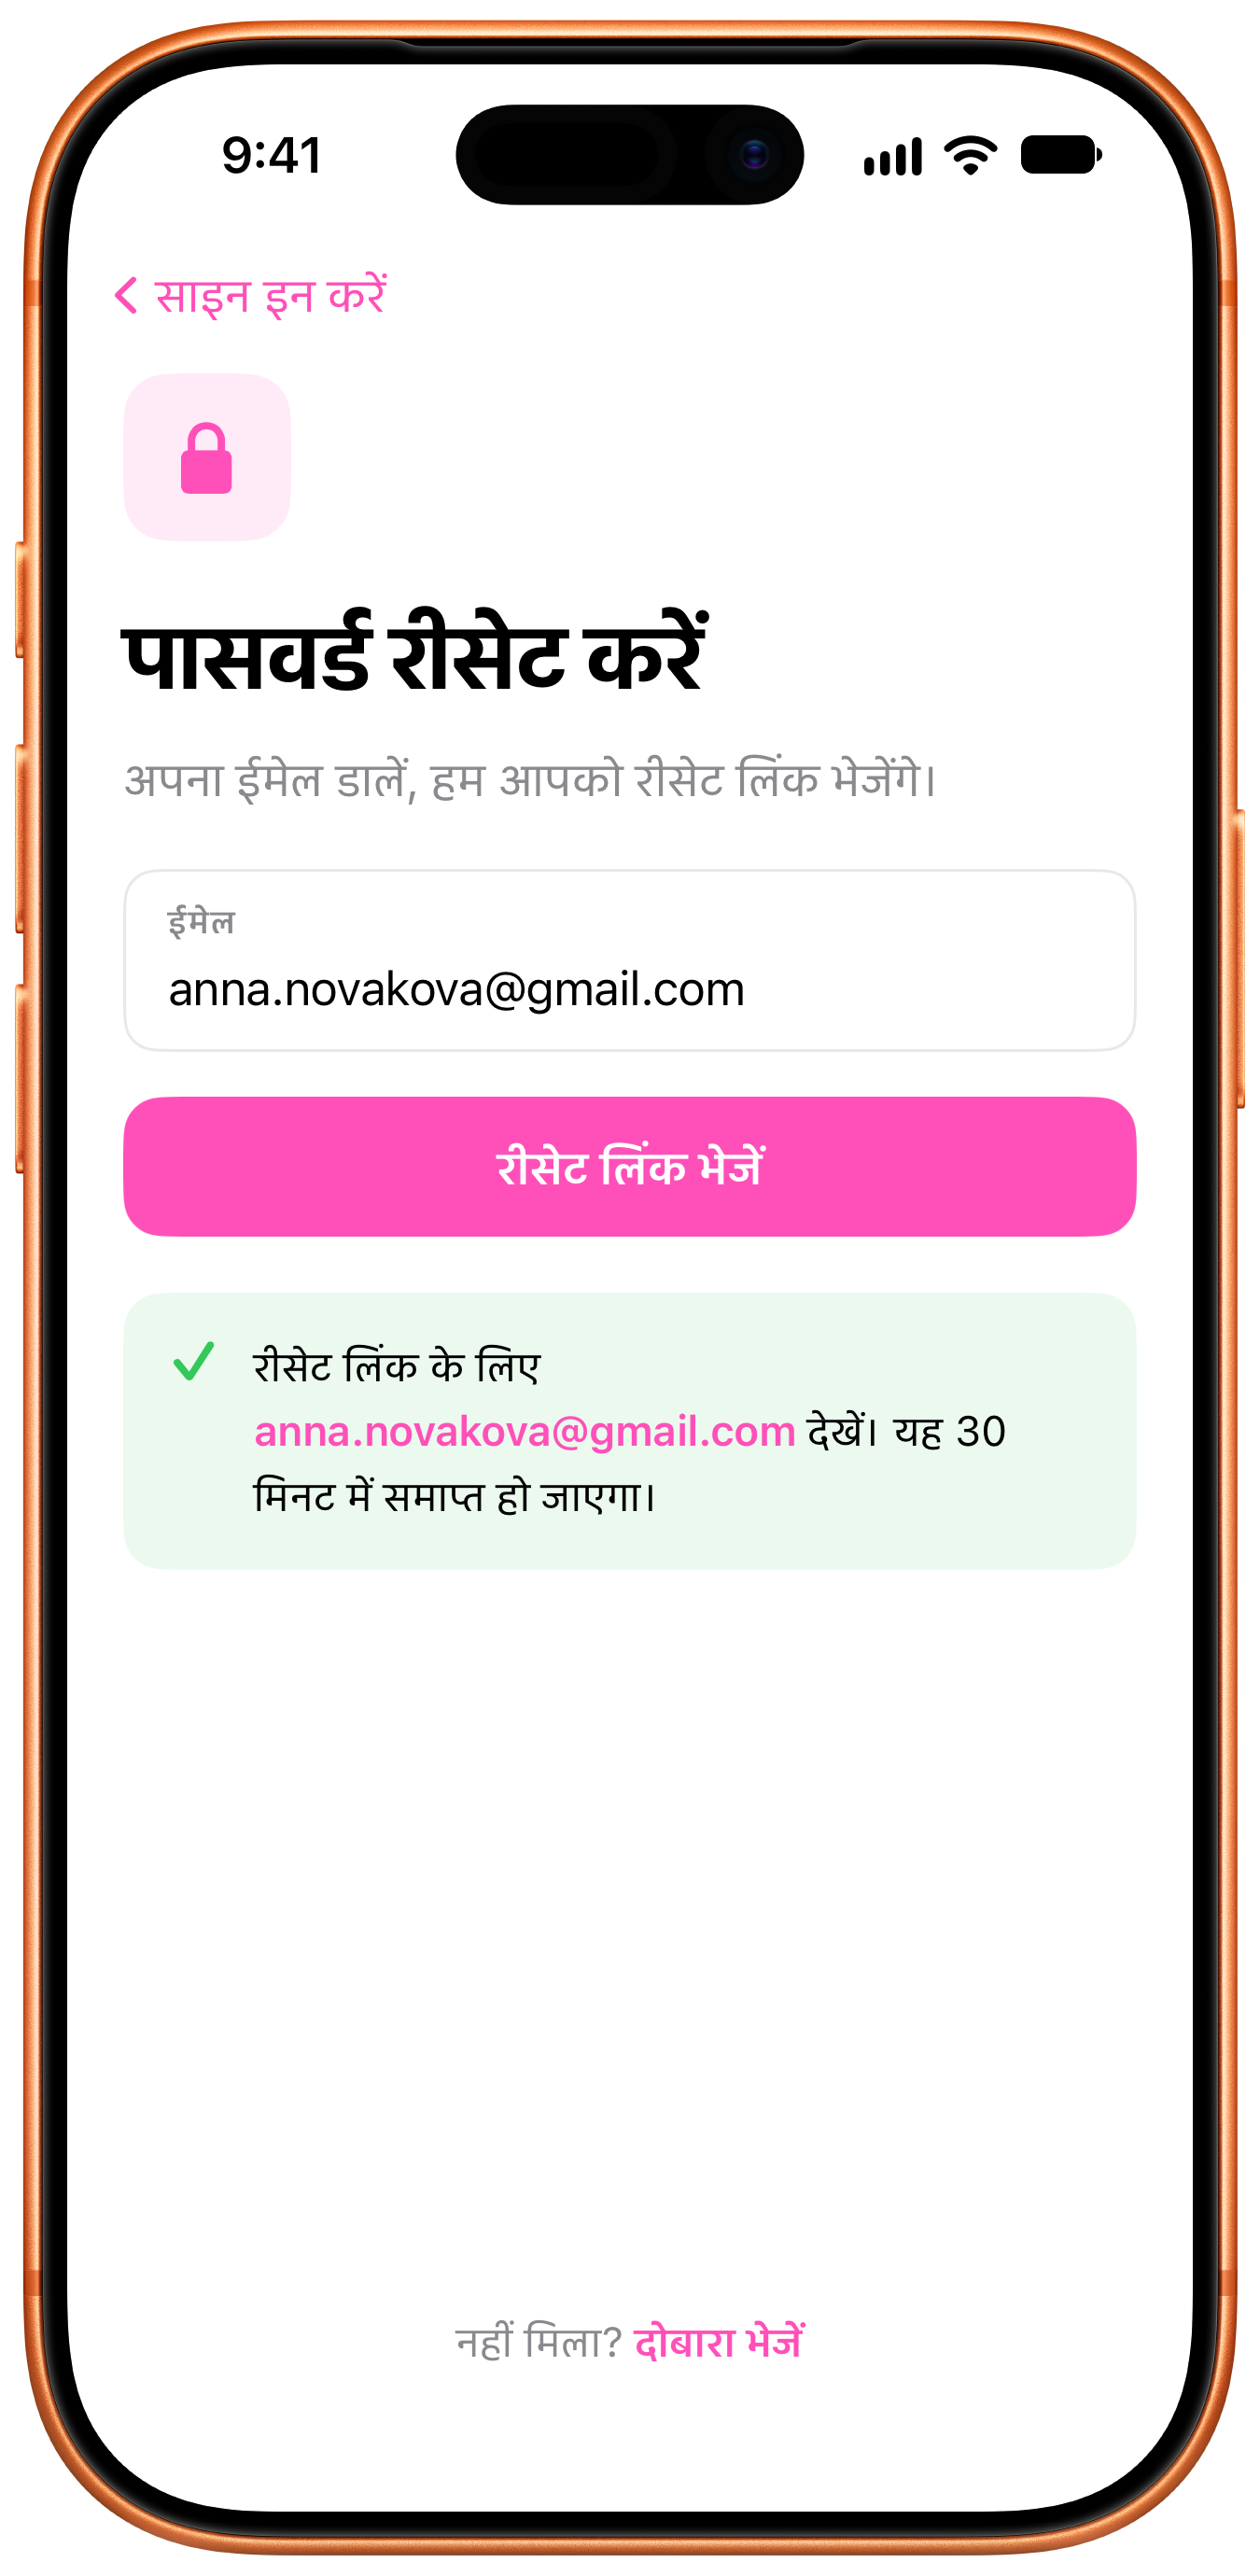 9:41
साइन इन करें
पासवर्ड रीसेट करें
अपना ईमेल डालें, हम आपको रीसेट लिंक भेजेंगे।
ईमेल
anna.novakova@gmail.com
रीसेट लिंक भेजें
रीसेट लिंक के लिए
anna.novakova@gmail.com देखें। यह 30
मिनट में समाप्त हो जाएगा।
नहीं मिला? दोबारा भेजें